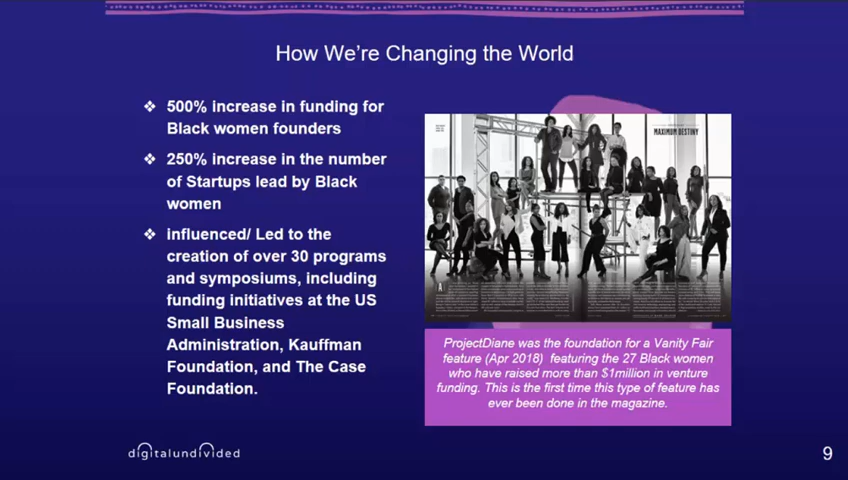 How We're Changing the World
❖ 500% increase in funding for
Black women founders
❖ 250% increase in the number
of Startups lead by Black
women
❖ influenced/ Led to the
creation of over 30 programs
and symposiums, including
funding initiatives at the US
Small Business
Administration, Kauffman
Foundation, and The Case
Foundation.
MAXIMUM DESTINY
A
ProjectDiane was the foundation for a Vanity Fair
feature (Apr 2018) featuring the 27 Black women
who have raised more than $1million in venture
funding. This is the first time this type of feature has
ever been done in the magazine.
digitalundivided
9